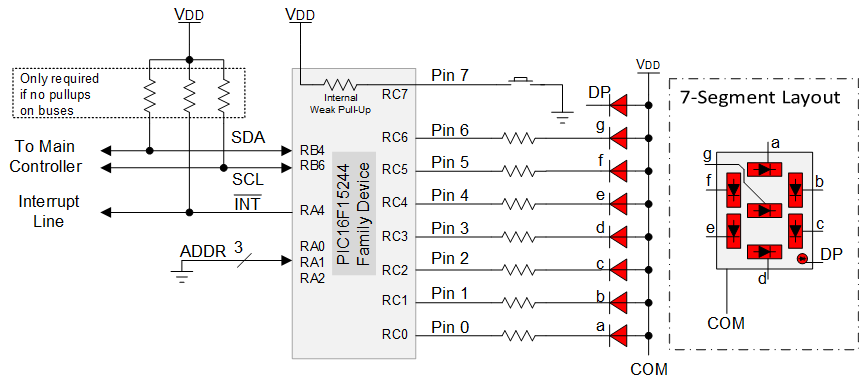 VDD
VDD
Only required
if no pullups
on buses
To Main
Controller
SDA
SCL
Interrupt
Line
INT
ADDR 3
RB4
RB6
RA4
RA0
RA1
RA2
PIC16F15244
Family Device
Internal
Weak Pull-Up
RC7
RC6
RC5
RC4
RC3
RC2
RC1
RC0
Pin 7
Pin 6
Pin 5
Pin 4
Pin 3
Pin 2
Pin 1
Pin 0
VDD
DP
g
f
e
d
c
b
a
COM
7-Segment Layout
a
g
f
b
e
c
DP
d
COM